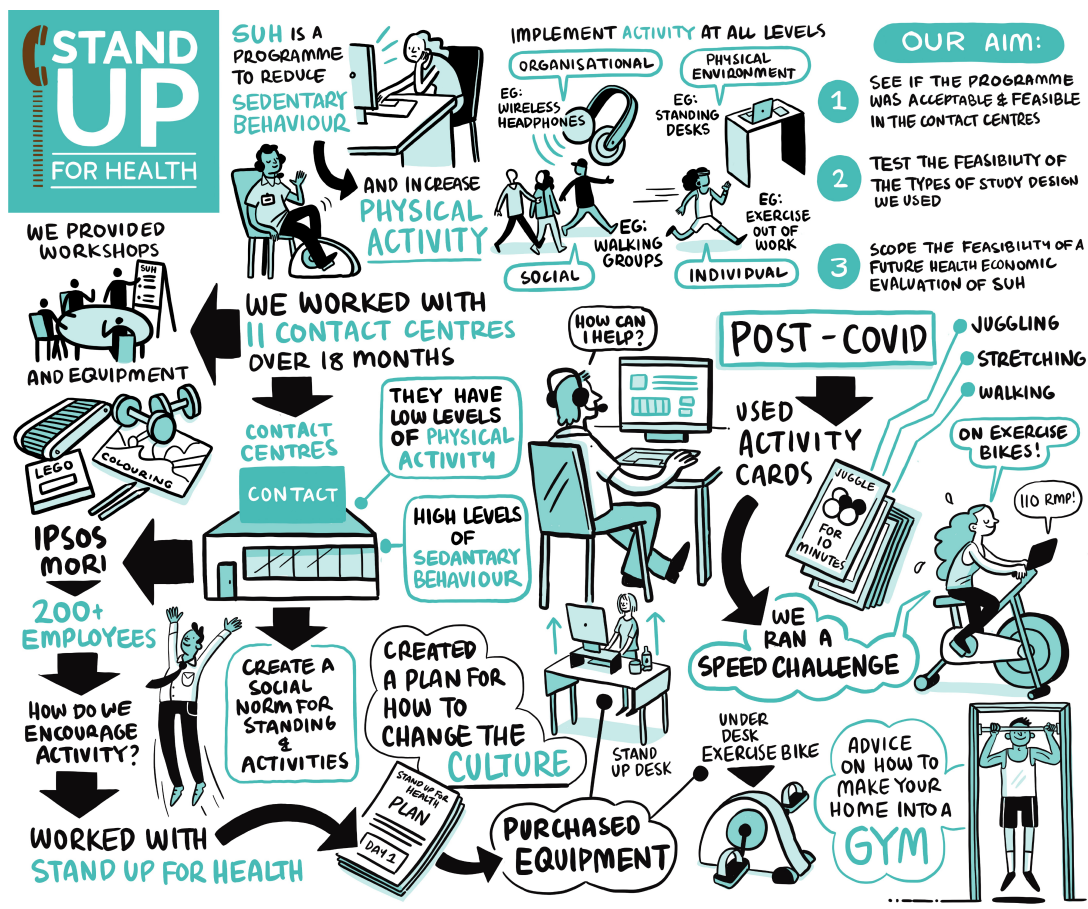 STAND
UP
FOR HEALTH
SUH IS A
PROGRAMME
TO REDUCE
SEDENTARY
BEHAVIOUR
AND INCREASE
PHYSICAL
ACTIVITY
IMPLEMENT ACTIVITY AT ALL LEVELS
ORGANISATIONAL
EG:
WIRELESS
HEADPHONES
PHYSICAL
ENVIRONMENT
EG:
STANDING
DESKS
EG:
WALKING
GROUPS
SOCIAL
EG:
EXERCISE
OUT OF
WORK
INDIVIDUAL
OUR AIM:
1
SEE IF THE PROGRAMME
WAS ACCEPTABLE & FEASIBLE
IN THE CONTACT CENTRES
2
TEST THE FEASIBILITY OF
THE TYPES OF STUDY DESIGN
WE USED
3
SCOPE THE FEASIBILITY OF A
FUTURE HEALTH ECONOMIC
EVALUATION OF SUH
WE PROVIDED
WORKSHOPS
SUH
AND EQUIPMENT
LEGO
COLOURING
WE WORKED WITH
11 CONTACT CENTRES
OVER 18 MONTHS
CONTACT
CENTRES
CONTACT
THEY HAVE
LOW LEVELS
OF PHYSICAL
ACTIVITY
HIGH LEVELS
OF
SEDANTARY
BEHAVIOUR
IPSOS
MORI
200+
EMPLOYEES
HOW DO WE
ENCOURAGE
ACTIVITY?
WORKED WITH
STAND UP FOR HEALTH
CREATE A
SOCIAL
NORM FOR
STANDING
&
ACTIVITIES
CREATED
A PLAN FOR
HOW TO
CHANGE THE
CULTURE
STAND UP FOR
HEALTH
PLAN
DAY 1
PURCHASED
EQUIPMENT
STAND
UP DESK
UNDER
DESK
EXERCISE BIKE
HOW CAN
I HELP?
POST-COVID
USED
ACTIVITY
CARDS
JUGGLING
STRETCHING
WALKING
JUGGLE
FOR
10
MINUTES
ON EXERCISE
BIKES!
110 RMP!
WE
RAN A
SPEED CHALLENGE
ADVICE
ON HOW TO
MAKE YOUR
HOME INTO A
GYM